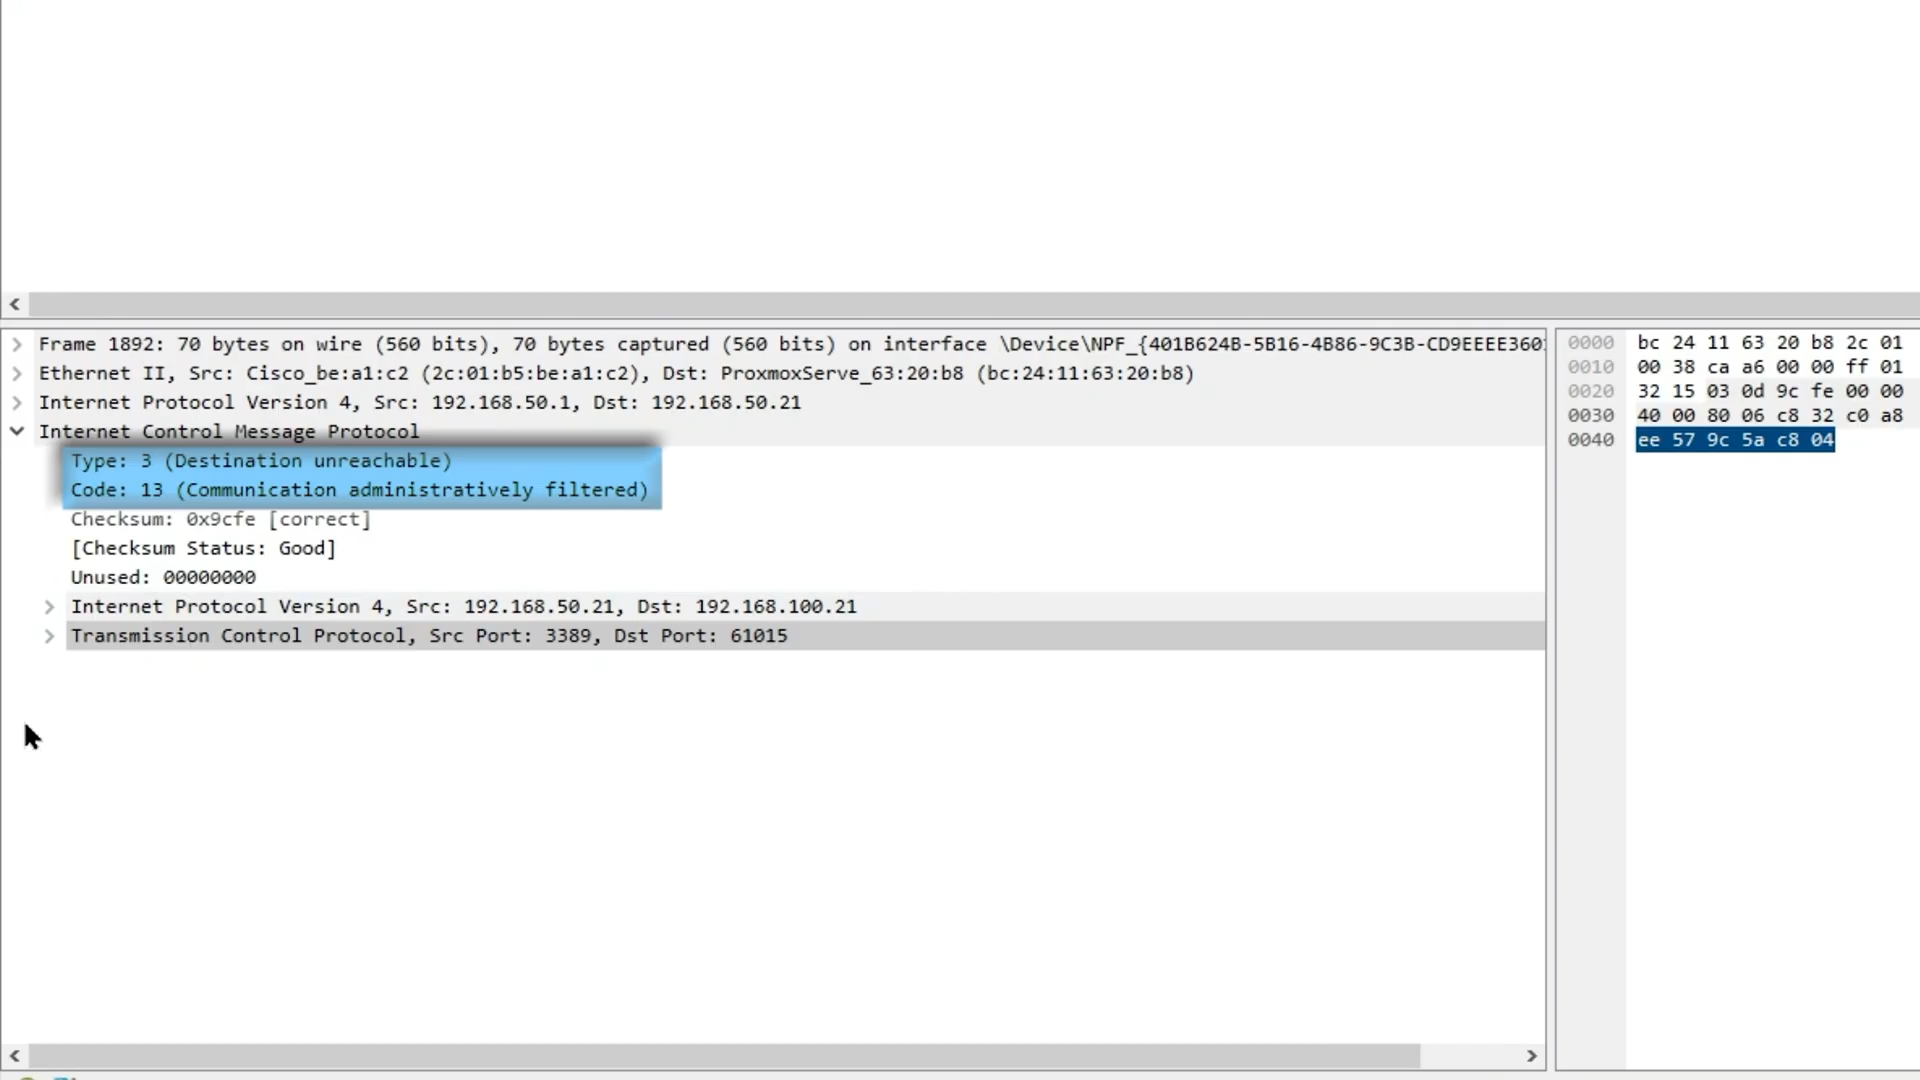 Frame 1892: 70 bytes on wire (560 bits), 70 bytes captured (560 bits) on interface \Device\NPF_{401B624B-5B16-4B86-9C3B-CD9EEEE360
Ethernet II, Src: Cisco_be:a1:c2 (2c:01:b5:be:a1:c2), Dst: ProxmoxServe_63:20:b8 (bc:24:11:63:20:b8)
Internet Protocol Version 4, Src: 192.168.50.1, Dst: 192.168.50.21
Internet Control Message Protocol
Type: 3 (Destination unreachable)
Code: 13 (Communication administratively filtered)
Checksum: 0x9cfe [correct]
[Checksum Status: Good]
Unused: 00000000
Internet Protocol Version 4, Src: 192.168.50.21, Dst: 192.168.100.21
Transmission Control Protocol, Src Port: 3389, Dst Port: 61015
0000 bc 24 11 63 20 b8 2c 01
0010 00 38 ca a6 00 00 ff 01
0020 32 15 03 0d 9c fe 00 00
0030 40 00 80 06 c8 32 c0 a8
0040 ee 57 9c 5a c8 04